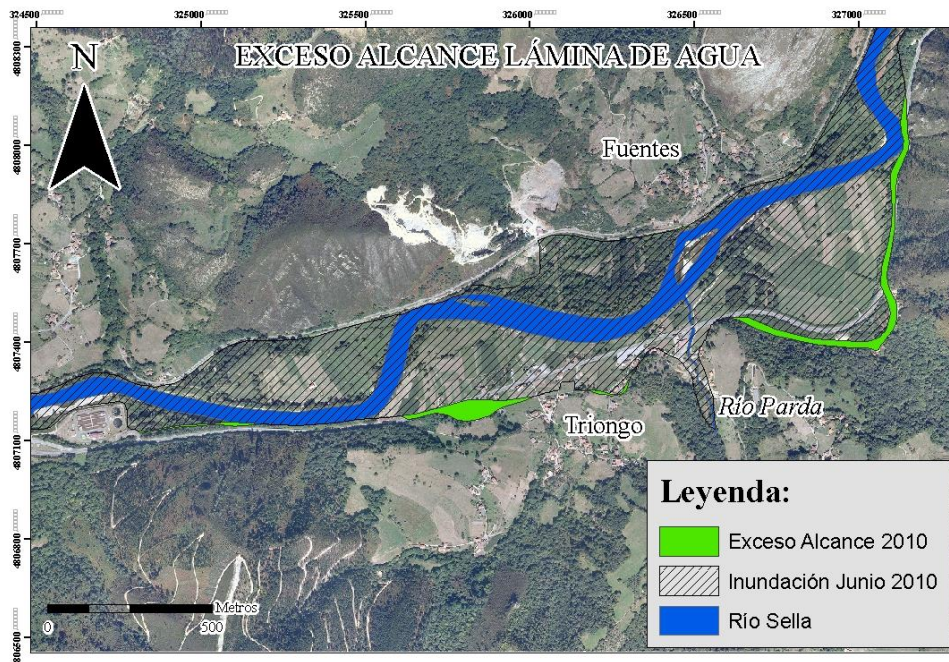 324500 325000 325500 326000 326500 327000
4808300
4808000
4807700
4807400
4807100
4806800
806500
N
EXCESO ALCANCE LÁMINA DE AGUA
Fuentes
Río Parda
Triongo
Leyenda:
Exceso Alcance 2010
Inundación Junio 2010
Río Sella
Metros
0 500